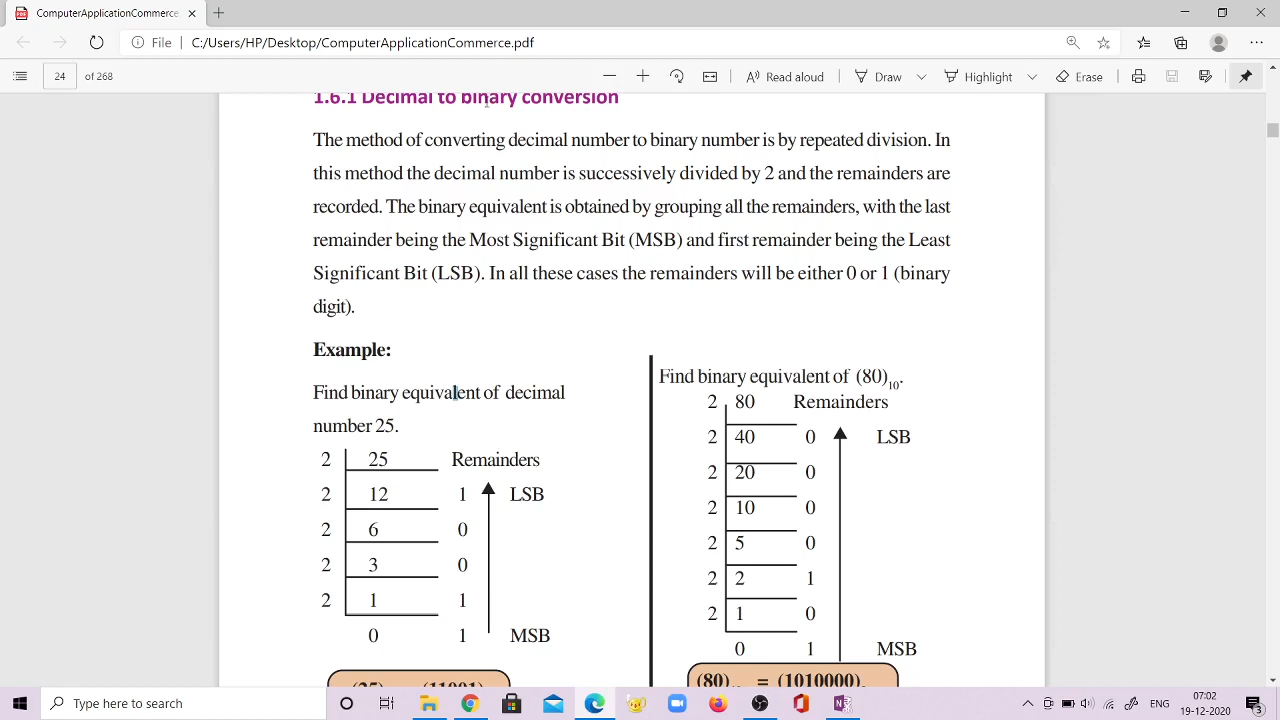 ComputerApplicationCommerce.pd
File C:/Users/HP/Desktop/ComputerApplicationCommerce.pdf
24 of 268
Read aloud Draw Highlight Erase
1.6.1 Decimal to binary conversion
The method of converting decimal number to binary number is by repeated division. In
this method the decimal number is successively divided by 2 and the remainders are
recorded. The binary equivalent is obtained by grouping all the remainders, with the last
remainder being the Most Significant Bit (MSB) and first remainder being the Least
Significant Bit (LSB). In all these cases the remainders will be either 0 or 1 (binary
digit).
Example:
Find binary equivalent of decimal
number 25.
2 25 Remainders
2 12 1 LSB
2 6 0
2 3 0
2 1 1
0 1 MSB
(25) (11001)
Find binary equivalent of (80)10.
2 80 Remainders
2 40 0 LSB
2 20 0
2 10 0
2 5 0
2 2 1
2 1 0
0 1 MSB
(80) = (1010000)
Type here to search
ENG
07:02
19-12-2020
3